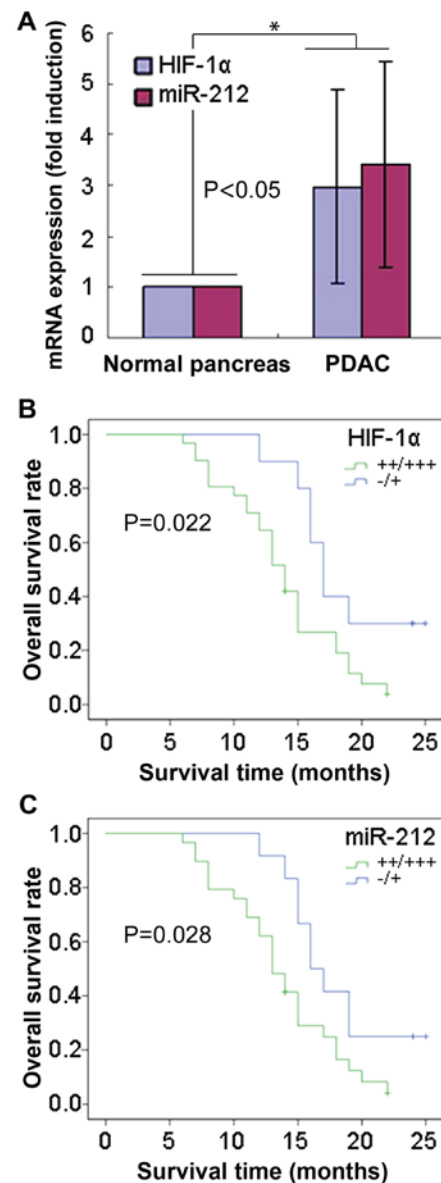 A
*
HIF-1α
miR-212
P<0.05
mRNA expression (fold induction)
6
5
4
3
2
1
0
Normal pancreas PDAC
B
HIF-1α
++/+++
-/+
P=0.022
Overall survival rate
1.0
0.8
0.6
0.4
0.2
0.0
0 5 10 15 20 25
Survival time (months)
C
miR-212
++/+++
-/+
P=0.028
Overall survival rate
1.0
0.8
0.6
0.4
0.2
0.0
0 5 10 15 20 25
Survival time (months)